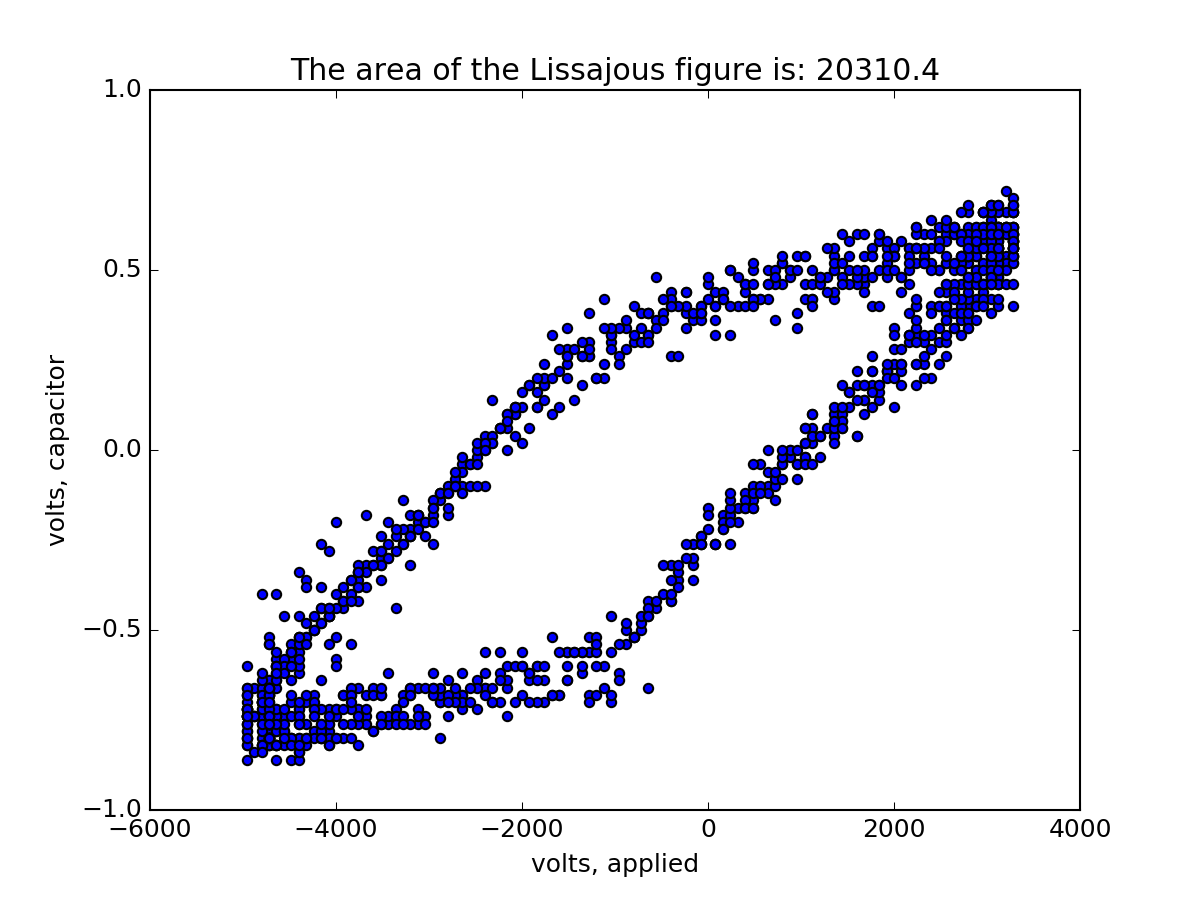 The area of the Lissajous figure is: 20310.4
1.0
0.5
0.0
−0.5
−1.0
volts, capacitor
−6000 −4000 −2000 0 2000 4000
volts, applied